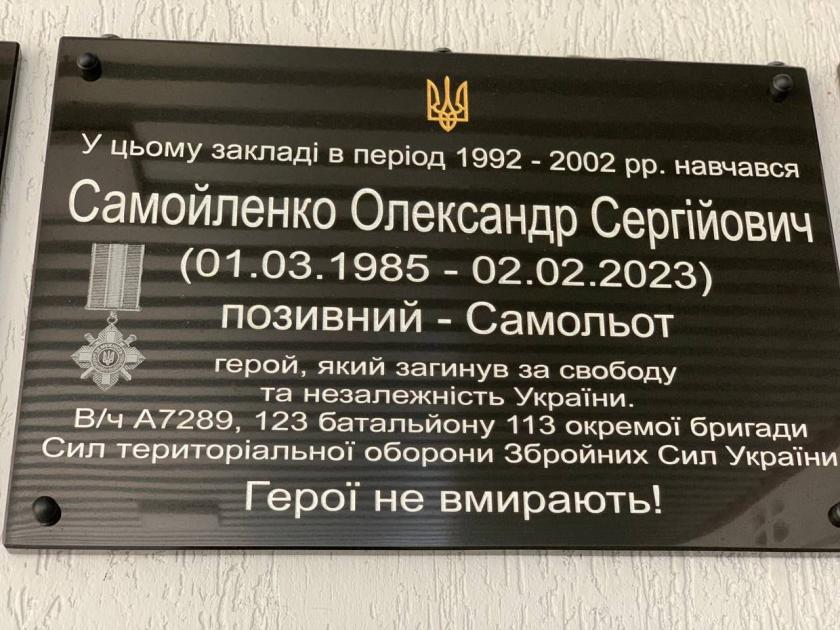 У цьому закладі в період 1992 - 2002 рр. навчався
Самойленко Олександр Сергійович
(01.03.1985 - 02.02.2023)
позивний - Самольот
герой, який загинув за свободу
та незалежність України.
В/ч А7289, 123 батальйону 113 окремої бригади
Сил територіальної оборони Збройних Сил України
Герої не вмирають!